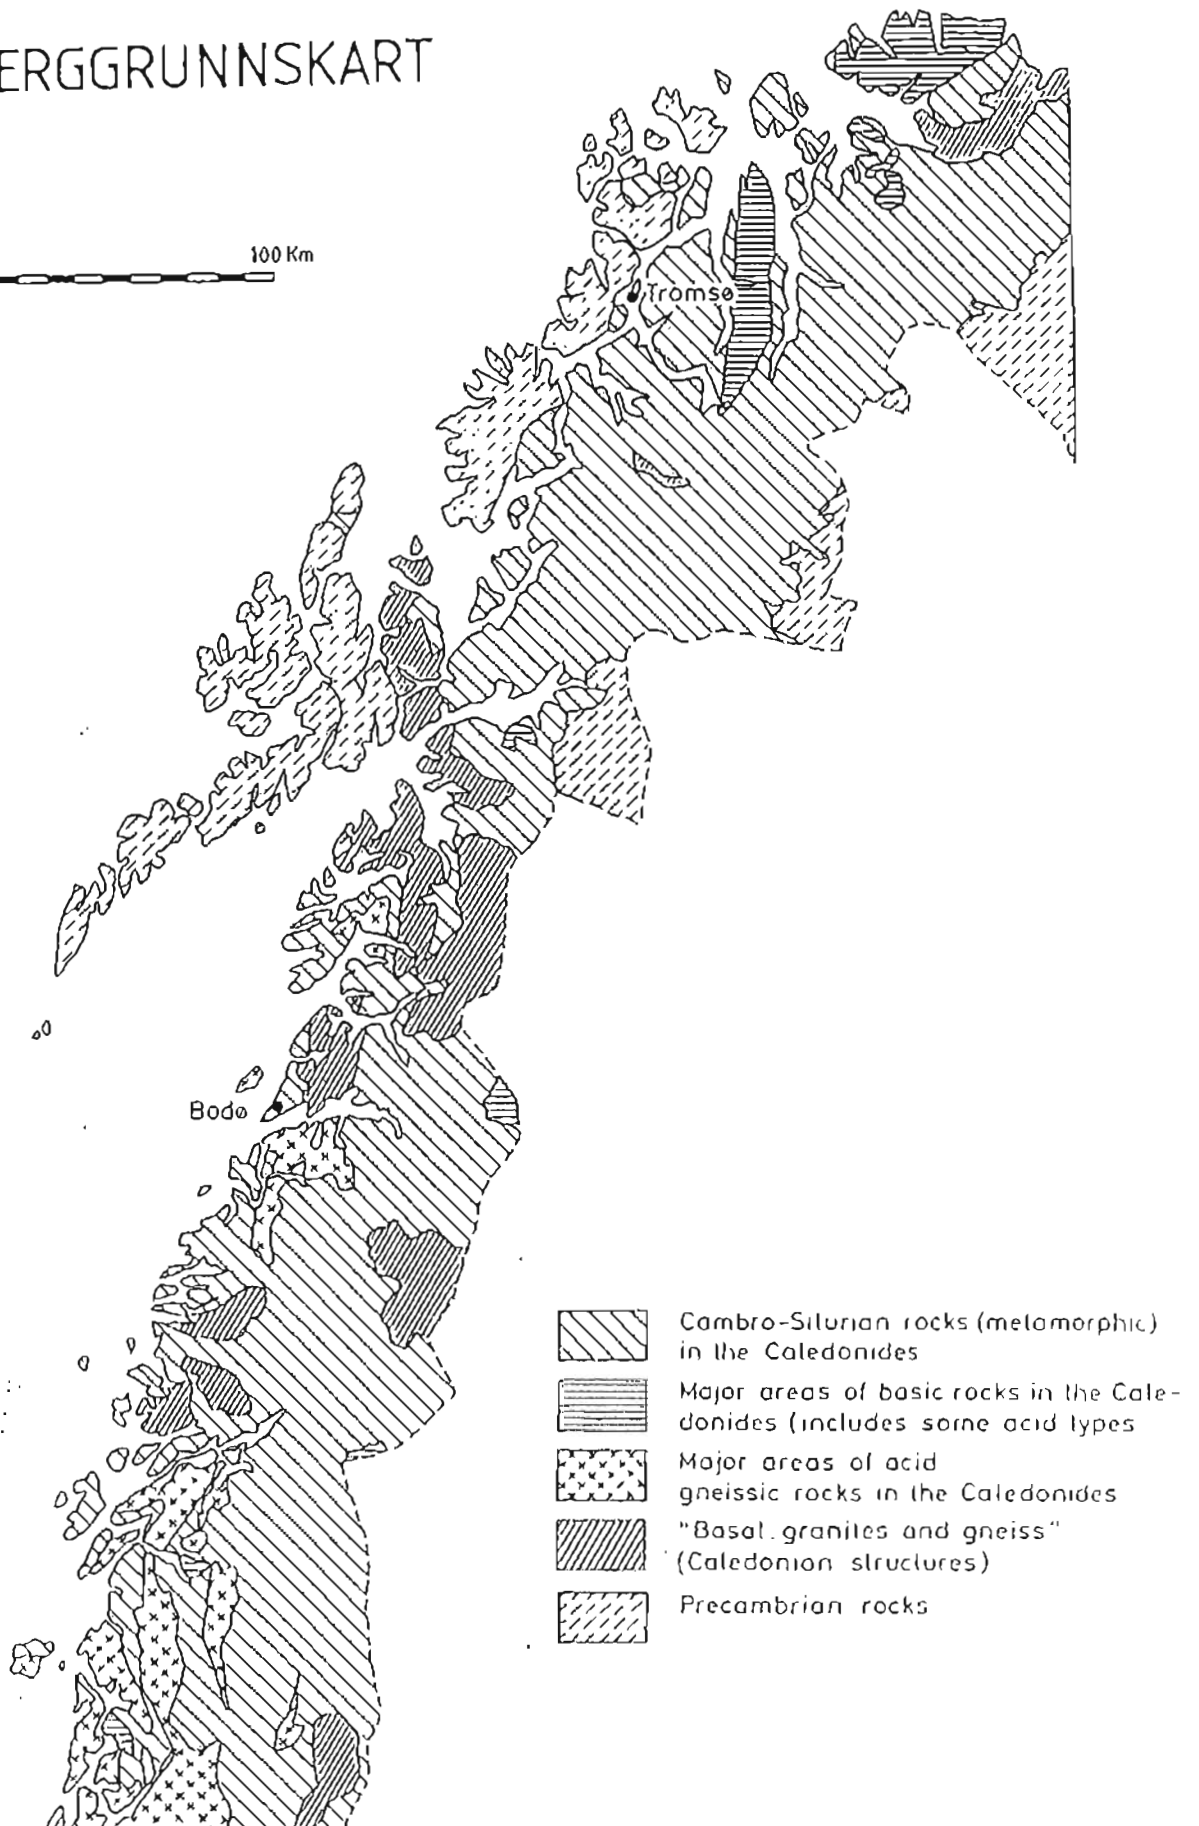 ERGGRUNNSKART
100 Km
Tromsø
Bodø
Cambro-Silurian rocks (metamorphic)
in the Caledonides
Major areas of basic rocks in the Cale-
donides (includes some acid types
Major areas of acid
gneissic rocks in the Caledonides
"Basal. granites and gneiss"
(Caledonian structures)
Precambrian rocks